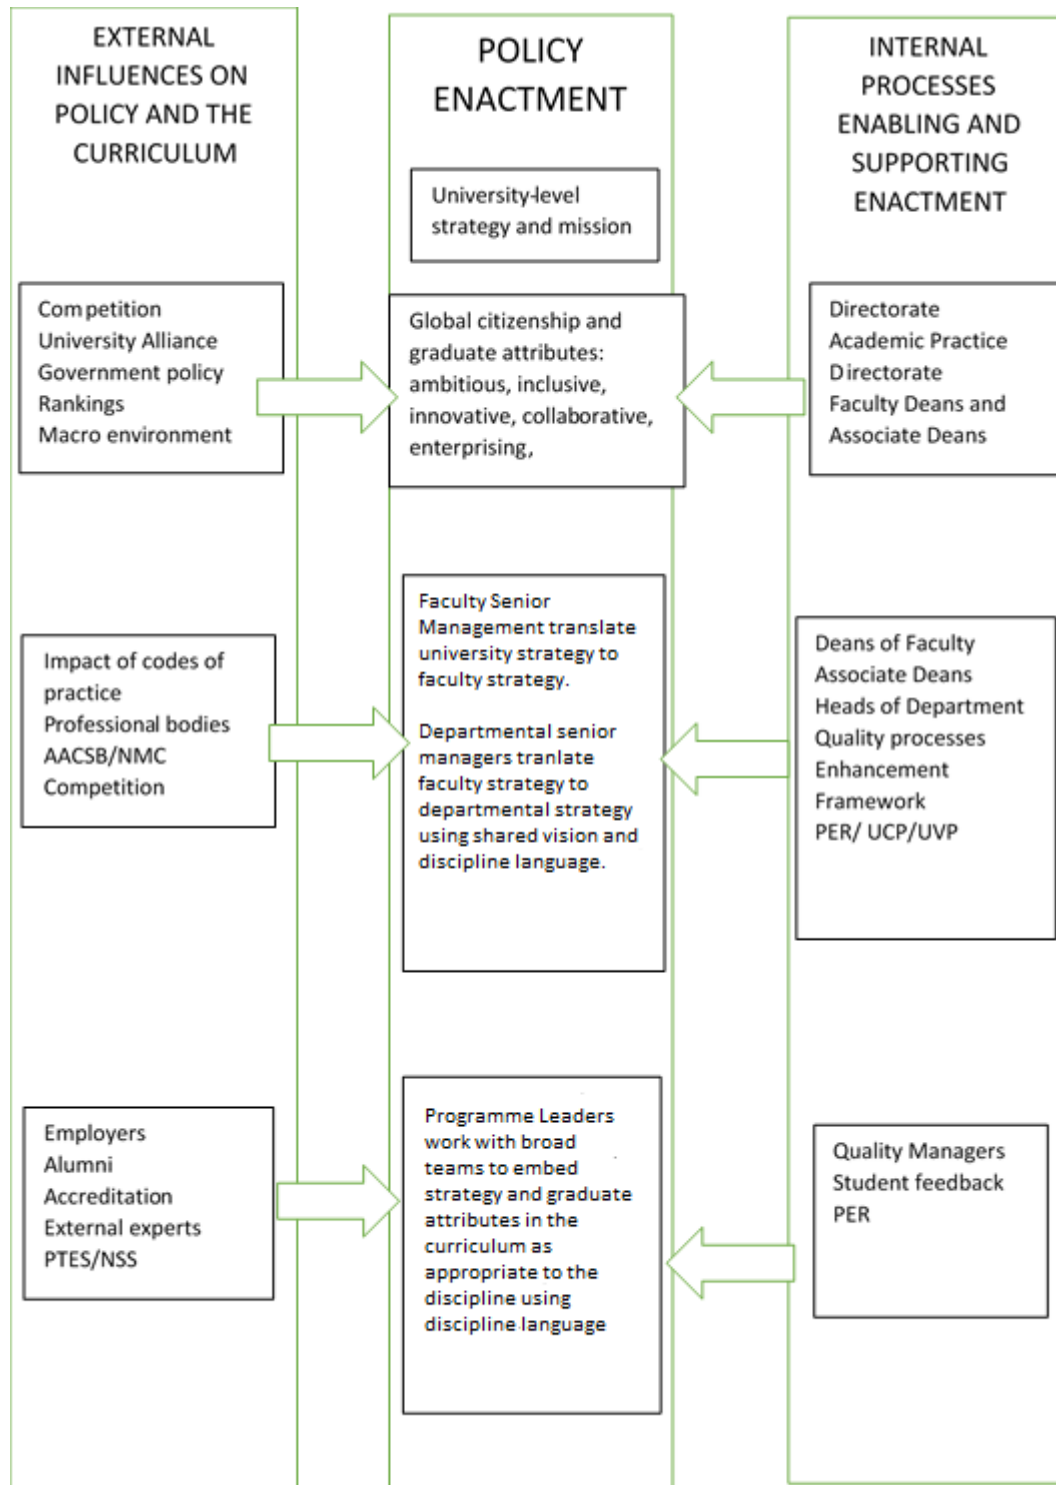 EXTERNAL
INFLUENCES ON
POLICY AND THE
CURRICULUM
Competition
University Alliance
Government policy
Rankings
Macro environment
Impact of codes of
practice
Professional bodies
AACSB/NMC
Competition
Employers
Alumni
Accreditation
External experts
PTES/NSS
POLICY
ENACTMENT
University-level
strategy and mission
Global citizenship and
graduate attributes:
ambitious, inclusive,
innovative, collaborative,
enterprising,
Faculty Senior
Management translate
university strategy to
faculty strategy.
Departmental senior
managers tranlate
faculty strategy to
departmental strategy
using shared vision and
discipline language.
Programme Leaders
work with broad
teams to embed
strategy and graduate
attributes in the
curriculum as
appropriate to the
discipline using
discipline language
INTERNAL
PROCESSES
ENABLING AND
SUPPORTING
ENACTMENT
Directorate
Academic Practice
Directorate
Faculty Deans and
Associate Deans
Deans of Faculty
Associate Deans
Heads of Department
Quality processes
Enhancement
Framework
PER/ UCP/UVP
Quality Managers
Student feedback
PER